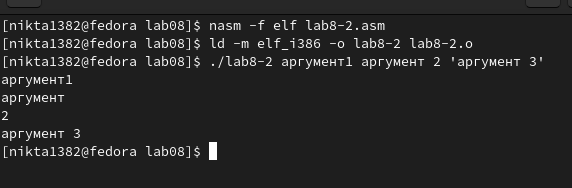 [nikta1382@fedora lab08]$ nasm -f elf lab8-2.asm
[nikta1382@fedora lab08]$ ld -m elf_i386 -o lab8-2 lab8-2.o
[nikta1382@fedora lab08]$ ./lab8-2 аргумент1 аргумент 2 'аргумент 3'
аргумент1
аргумент
2
аргумент 3
[nikta1382@fedora lab08]$